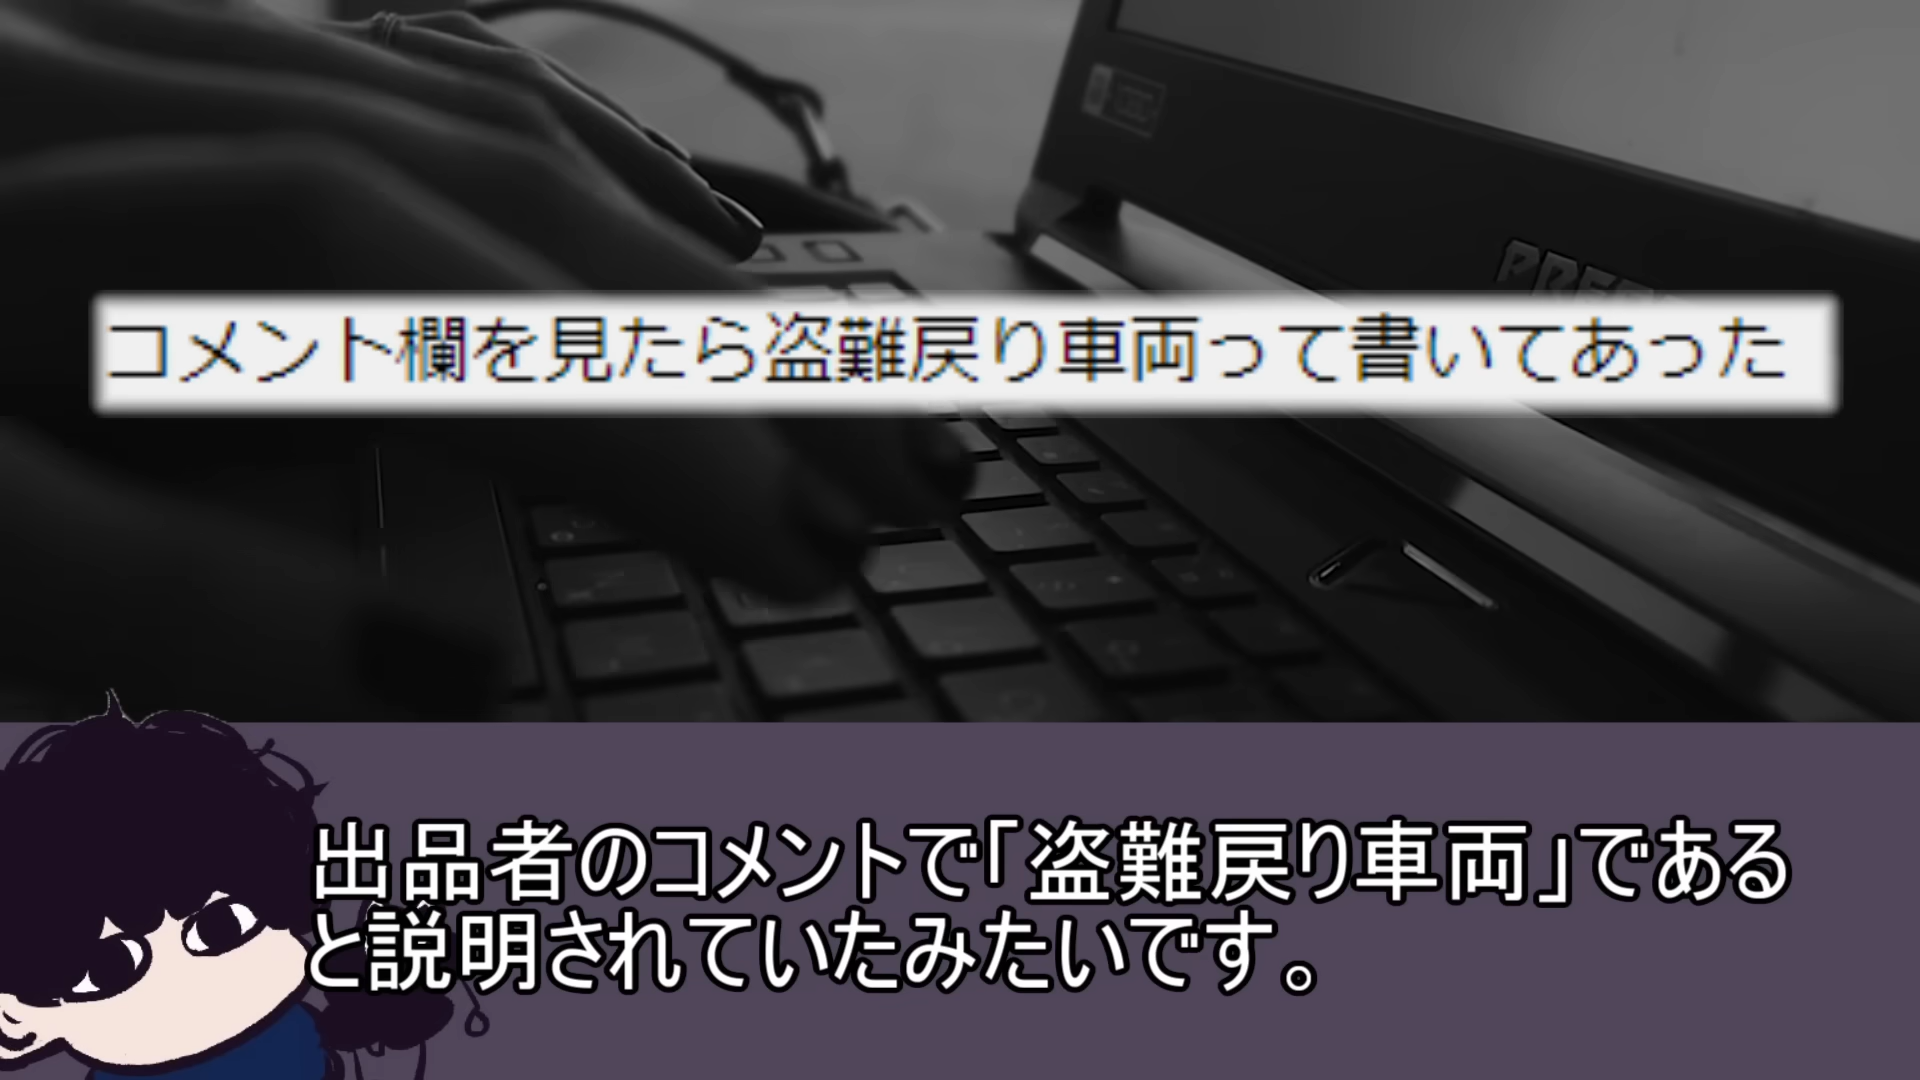 コメント欄を見たら盗難戻り車両って書いてあった
出品者のコメントで「盗難戻り車両」である
と説明されていたみたいです。